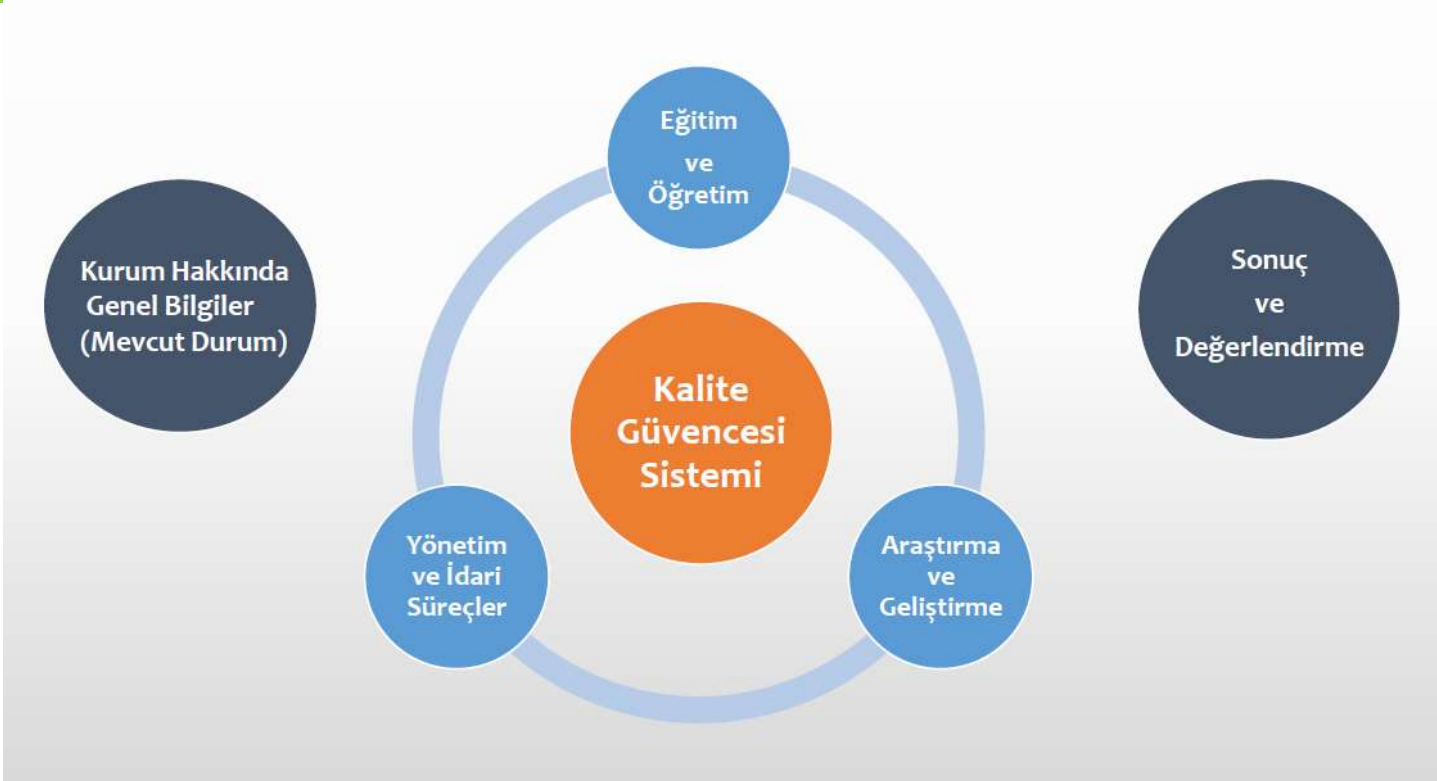 Eğitim
ve
Öğretim
Kurum Hakkında
Genel Bilgiler
(Mevcut Durum)
Sonuç
ve
Değerlendirme
Kalite
Güvencesi
Sistemi
Yönetim
ve İdari
Süreçler
Araştırma
ve
Geliştirme